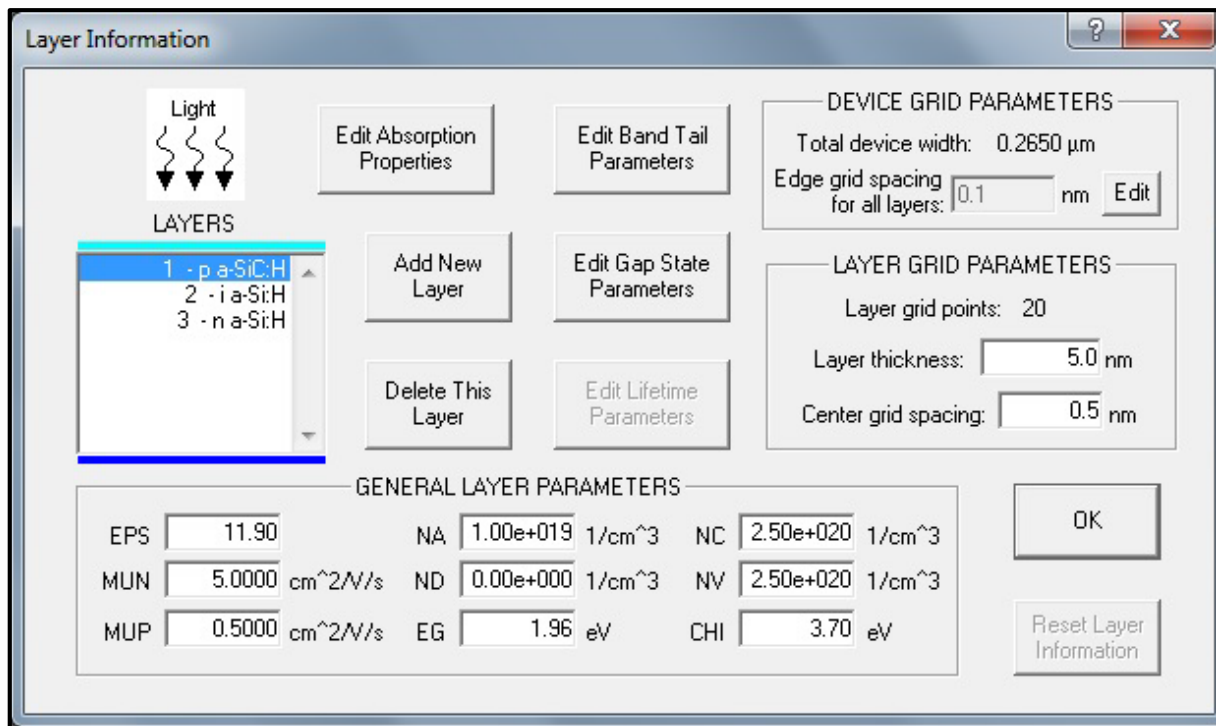 Layer Information
?
X
Light
LAYERS
1 - p a-SiC:H
2 - i a-Si:H
3 - n a-Si:H
Edit Absorption
Properties
Edit Band Tail
Parameters
Add New
Layer
Edit Gap State
Parameters
Delete This
Layer
Edit Lifetime
Parameters
DEVICE GRID PARAMETERS
Total device width: 0.2650 µm
Edge grid spacing
for all layers: 0.1 nm Edit
LAYER GRID PARAMETERS
Layer grid points: 20
Layer thickness: 5.0 nm
Center grid spacing: 0.5 nm
GENERAL LAYER PARAMETERS
EPS 11.90 NA 1.00e+019 1/cm^3 NC 2.50e+020 1/cm^3
MUN 5.0000 cm^2/V/s ND 0.00e+000 1/cm^3 NV 2.50e+020 1/cm^3
MUP 0.5000 cm^2/V/s EG 1.96 eV CHI 3.70 eV
OK
Reset Layer
Information